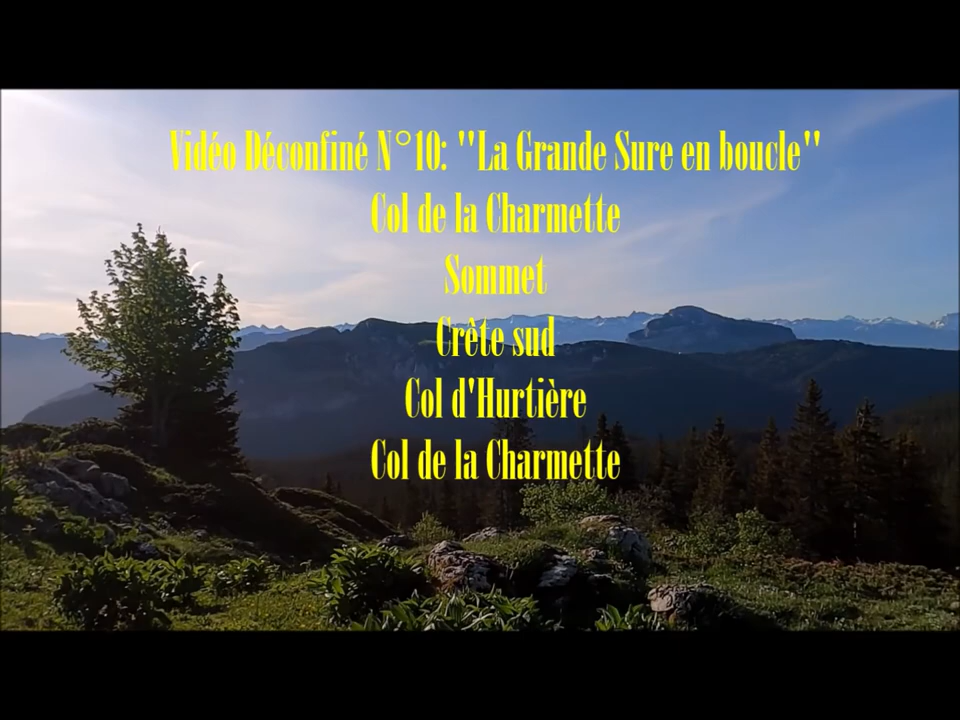 Vidéo Déconfiné N°10: "La Grande Sure en boucle"
Col de la Charmette
Sommet
Crête sud
Col d'Hurtière
Col de la Charmette